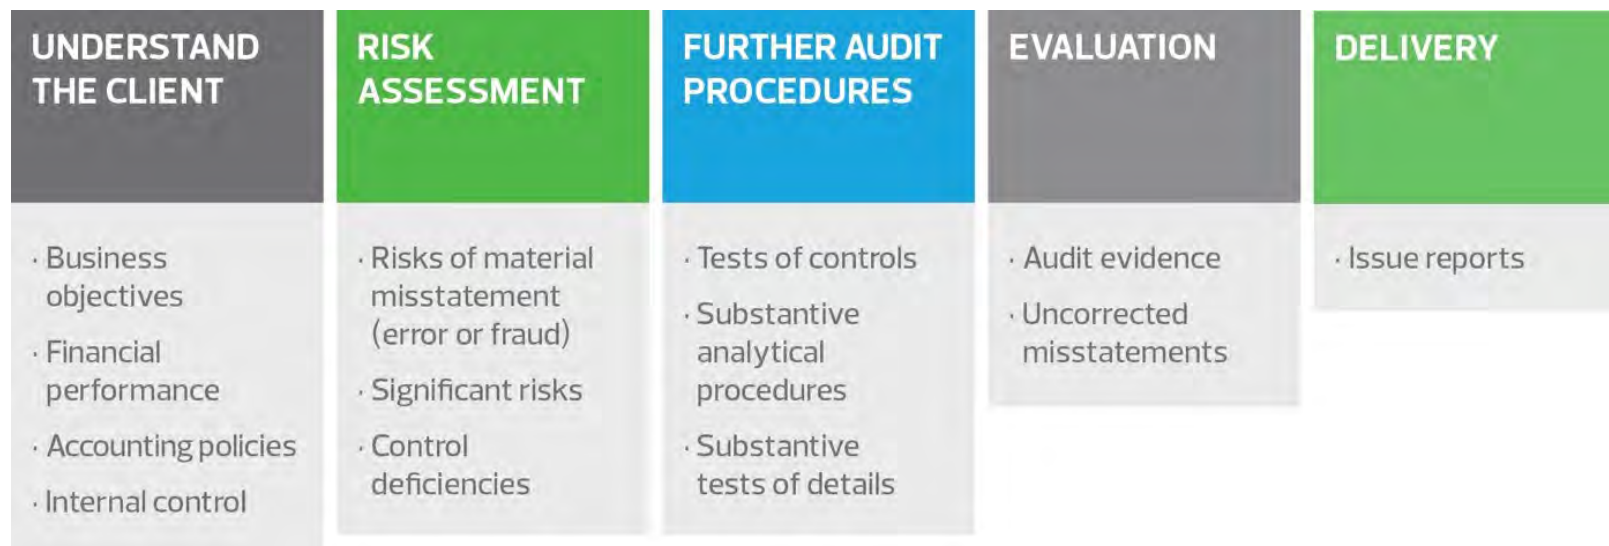 UNDERSTAND
THE CLIENT
· Business
objectives
· Financial
performance
· Accounting policies
· Internal control
RISK
ASSESSMENT
· Risks of material
misstatement
(error or fraud)
· Significant risks
· Control
deficiencies
FURTHER AUDIT
PROCEDURES
· Tests of controls
· Substantive
analytical
procedures
· Substantive
tests of details
EVALUATION
· Audit evidence
· Uncorrected
misstatements
DELIVERY
· Issue reports